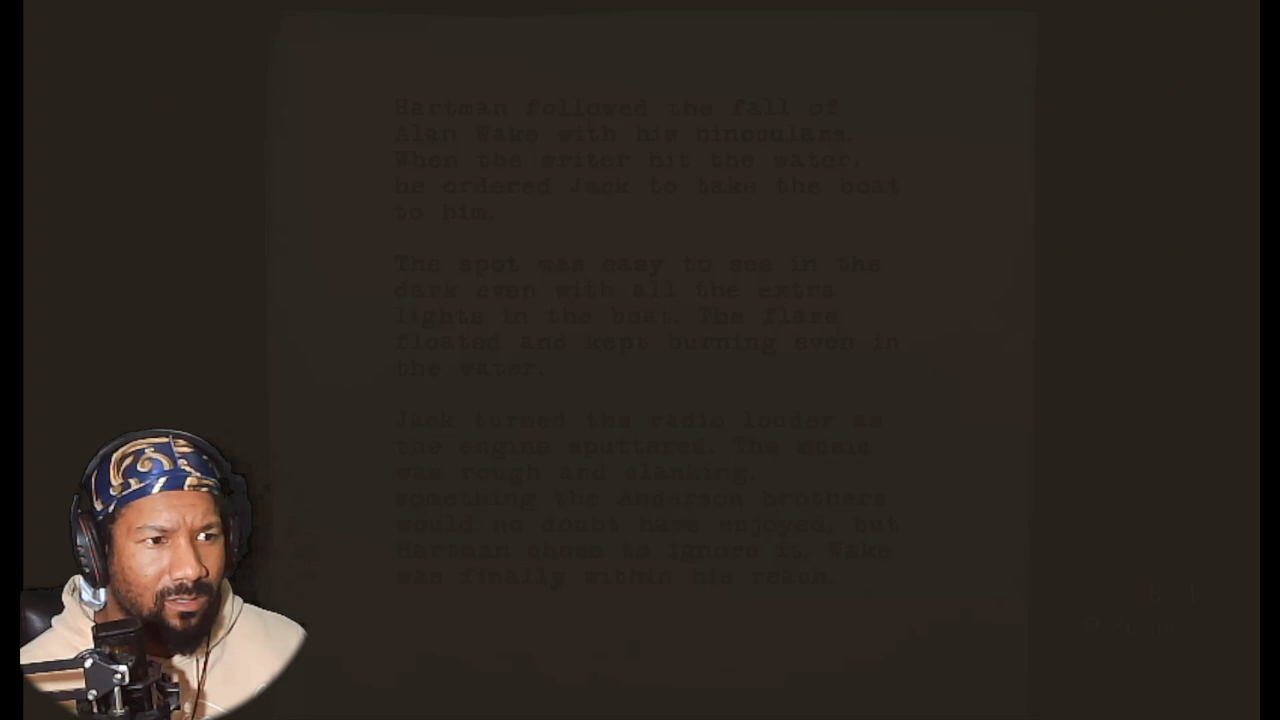 Hartman followed the fall of
Alan Wake with his binoculars.
When the writer hit the water,
he ordered Jack to take the boat
to him.
The spot was easy to see in the
dark even with all the extra
lights in the boat. The flare
floated and kept burning even in
the water.
Jack turned the radio louder as
the engine sputtered. The music
was rough and clanking,
something the Anderson brothers
would no doubt have enjoyed, but
Hartman chose to ignore it. Wake
was finally within his reach.